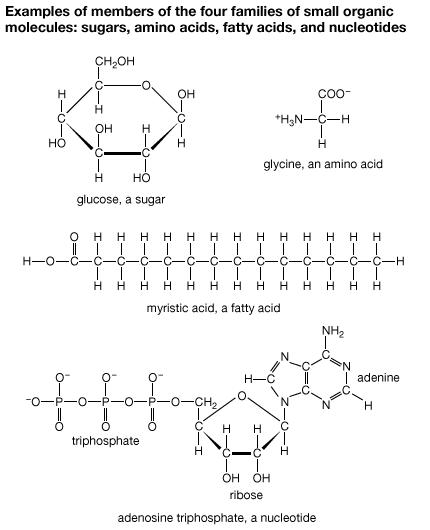 Examples of members of the four families of small organic
molecules: sugars, amino acids, fatty acids, and nucleotides
CH₂OH
H C O OH
H
C OH H C
HO C C H
H HO
glucose, a sugar
COO⁻
⁺H₃N—C—H
H
glycine, an amino acid
O H H H H H H H H H H H H H
H—O—C—C—C—C—C—C—C—C—C—C—C—C—C—C—H
H H H H H H H H H H H H H
myristic acid, a fatty acid
NH₂
N C N
H—C C adenine
C C
N N H
O⁻ O⁻ O⁻
⁻O—P—O—P—O—P—O—CH₂ O
O O O
triphosphate
C H H C
H C C H
OH OH
ribose
adenosine triphosphate, a nucleotide